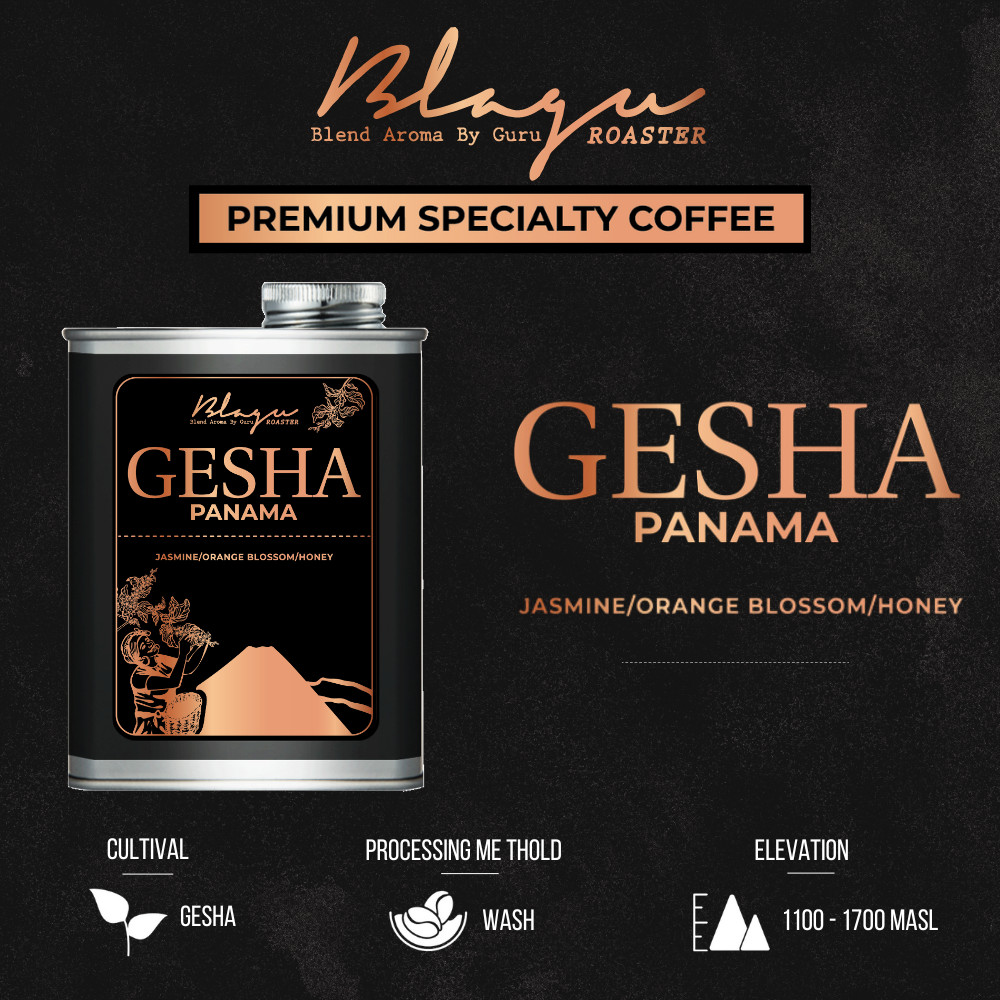 Blagu
Blend Aroma By Guru ROASTER
PREMIUM SPECIALTY COFFEE
Blagu
Blend Aroma By Guru ROASTER
GESHA
PANAMA
JASMINE/ORANGE BLOSSOM/HONEY
GESHA
PANAMA
JASMINE/ORANGE BLOSSOM/HONEY
CULTIVAL
GESHA
PROCESSING ME THOLD
WASH
ELEVATION
1100 - 1700 MASL